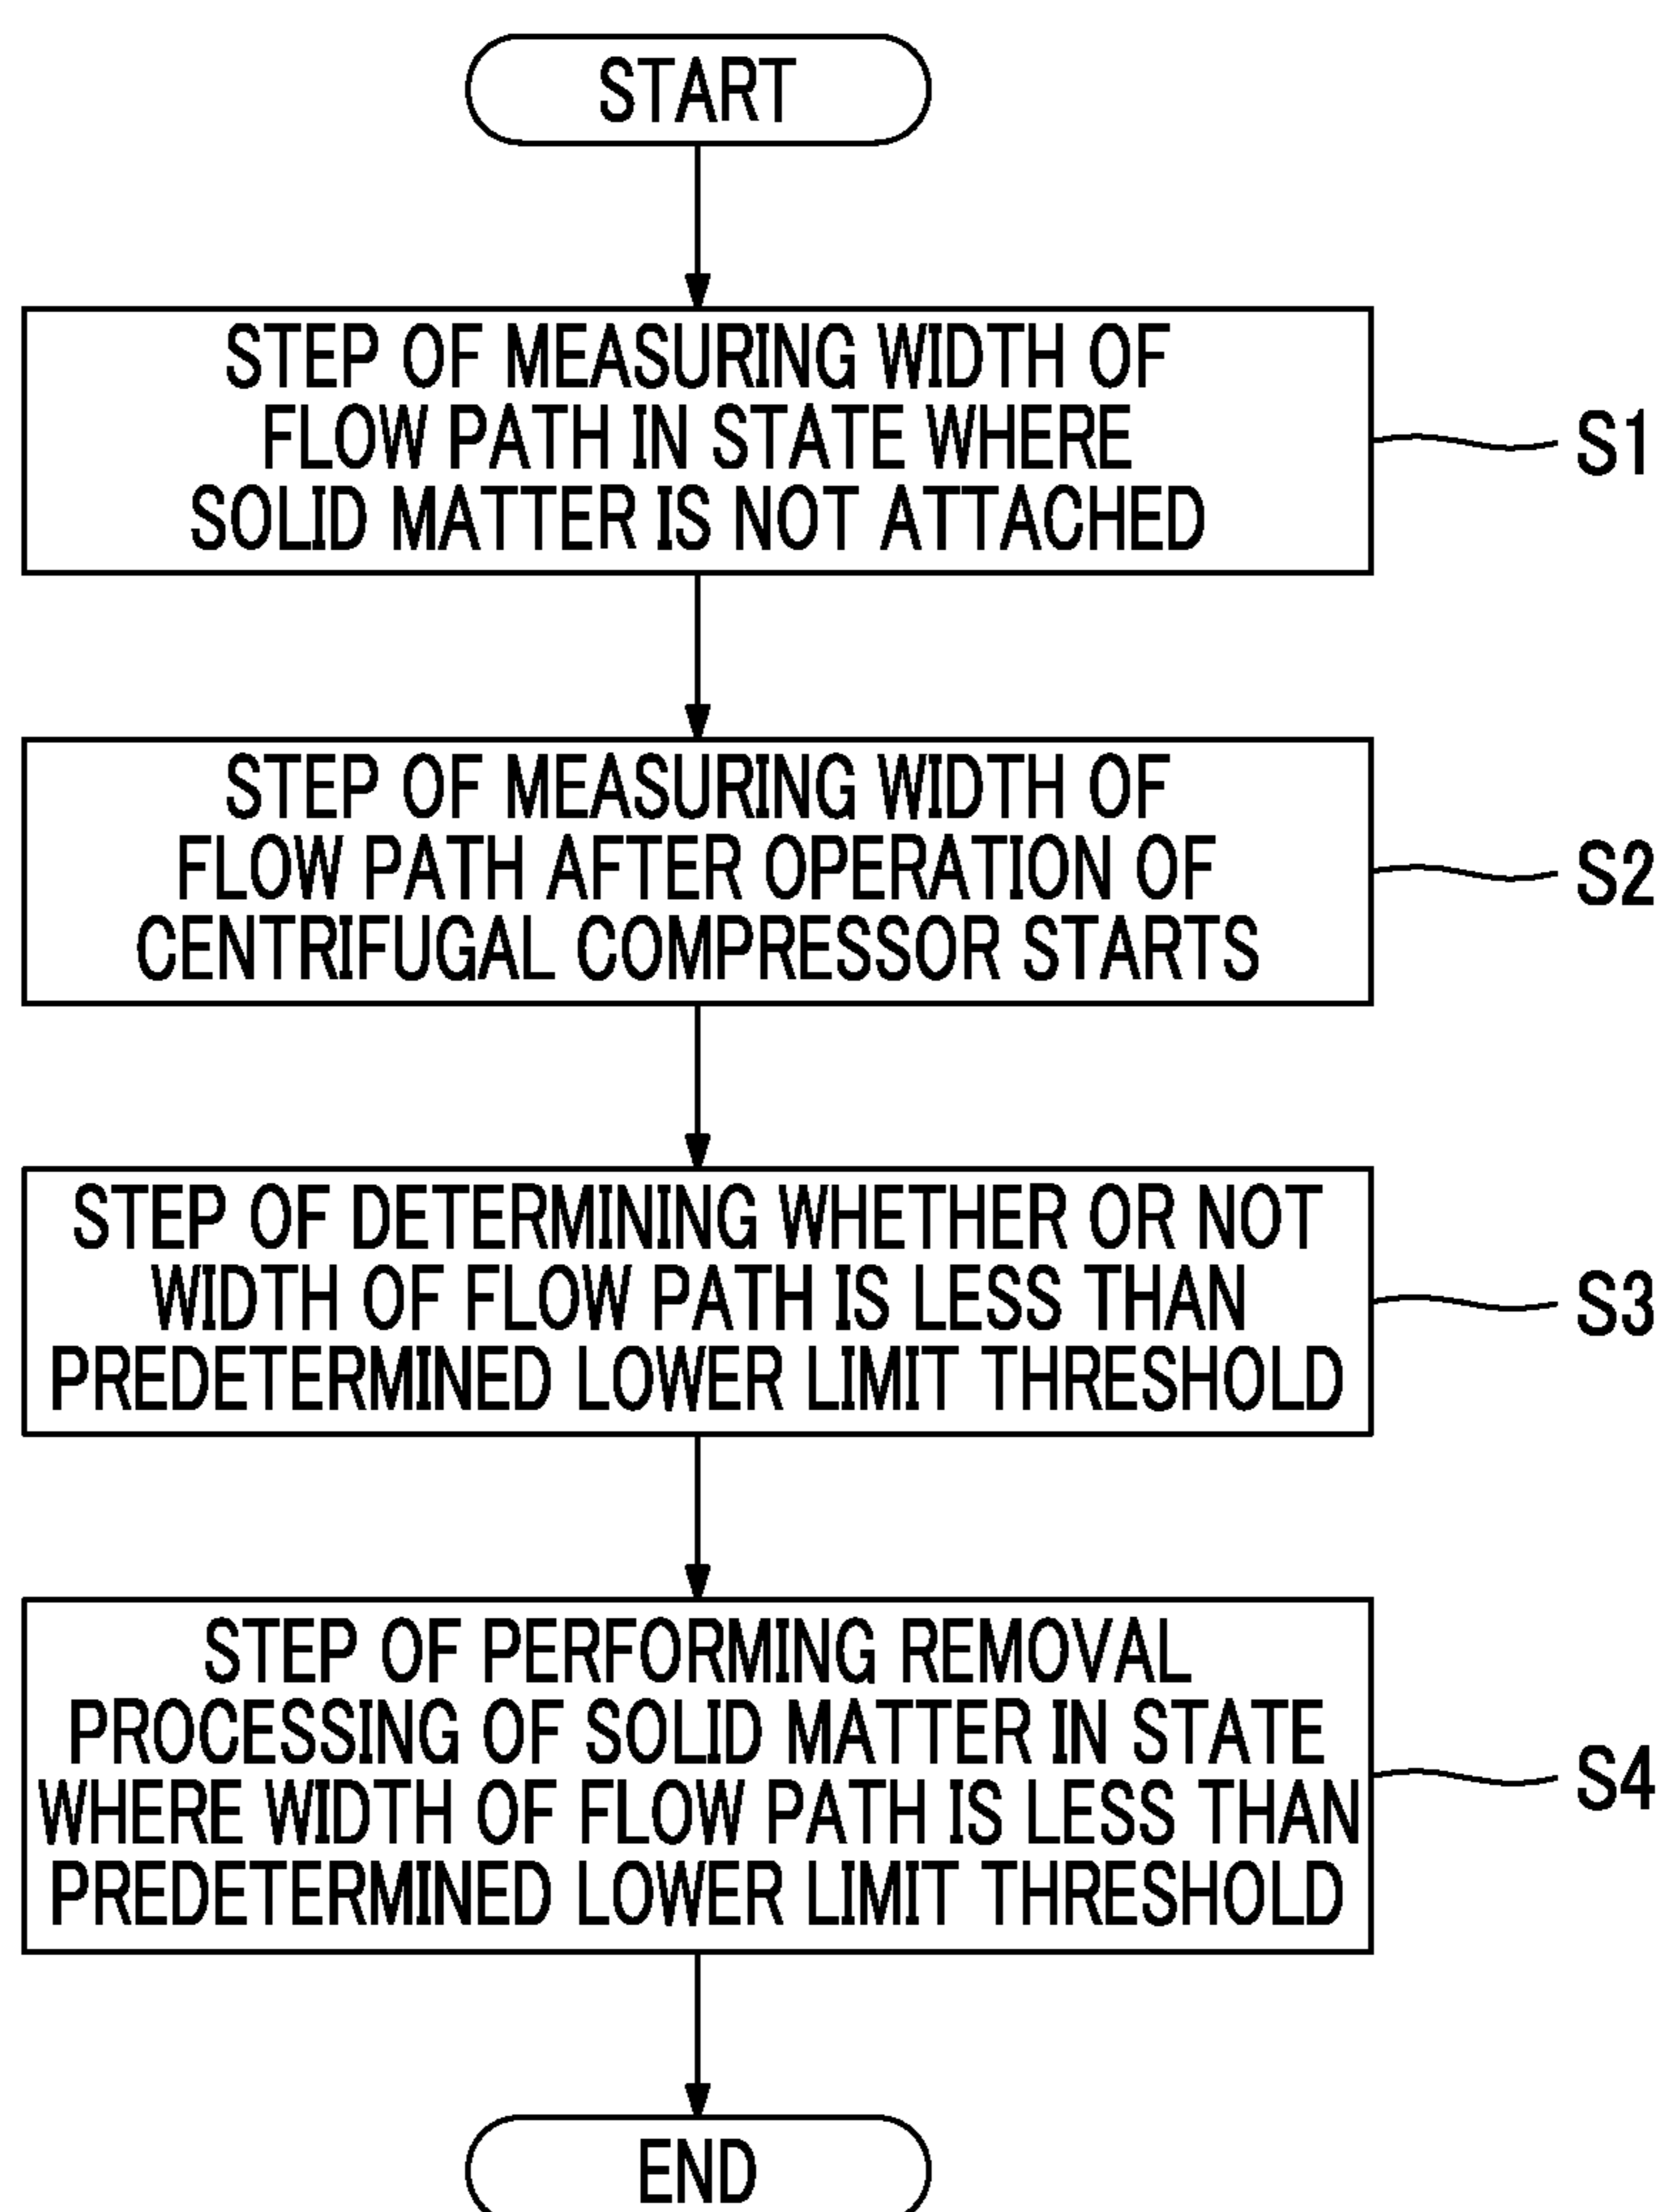 START
STEP OF MEASURING WIDTH OF
FLOW PATH IN STATE WHERE
SOLID MATTER IS NOT ATTACHED
S1
STEP OF MEASURING WIDTH OF
FLOW PATH AFTER OPERATION OF
CENTRIFUGAL COMPRESSOR STARTS
S2
STEP OF DETERMINING WHETHER OR NOT
WIDTH OF FLOW PATH IS LESS THAN
PREDETERMINED LOWER LIMIT THRESHOLD
S3
STEP OF PERFORMING REMOVAL
PROCESSING OF SOLID MATTER IN STATE
WHERE WIDTH OF FLOW PATH IS LESS THAN
PREDETERMINED LOWER LIMIT THRESHOLD
S4
END